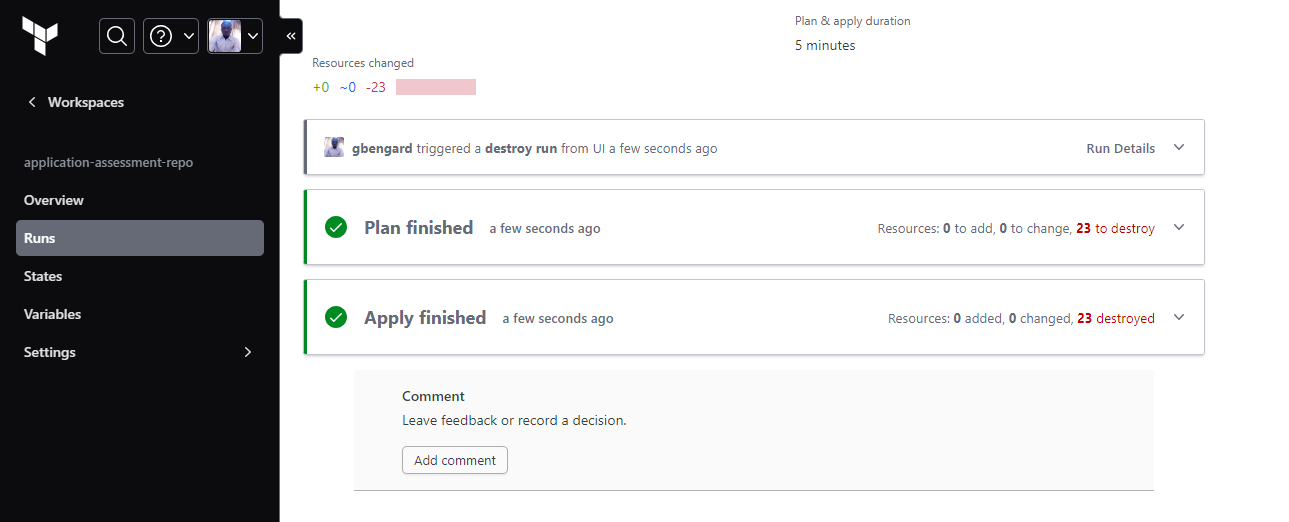 Workspaces
application-assessment-repo
Overview
Runs
States
Variables
Settings
Plan & apply duration
5 minutes
Resources changed
+0 ~0 -23
gbengard triggered a destroy run from UI a few seconds ago Run Details
Plan finished a few seconds ago Resources: 0 to add, 0 to change, 23 to destroy
Apply finished a few seconds ago Resources: 0 added, 0 changed, 23 destroyed
Comment
Leave feedback or record a decision.
Add comment